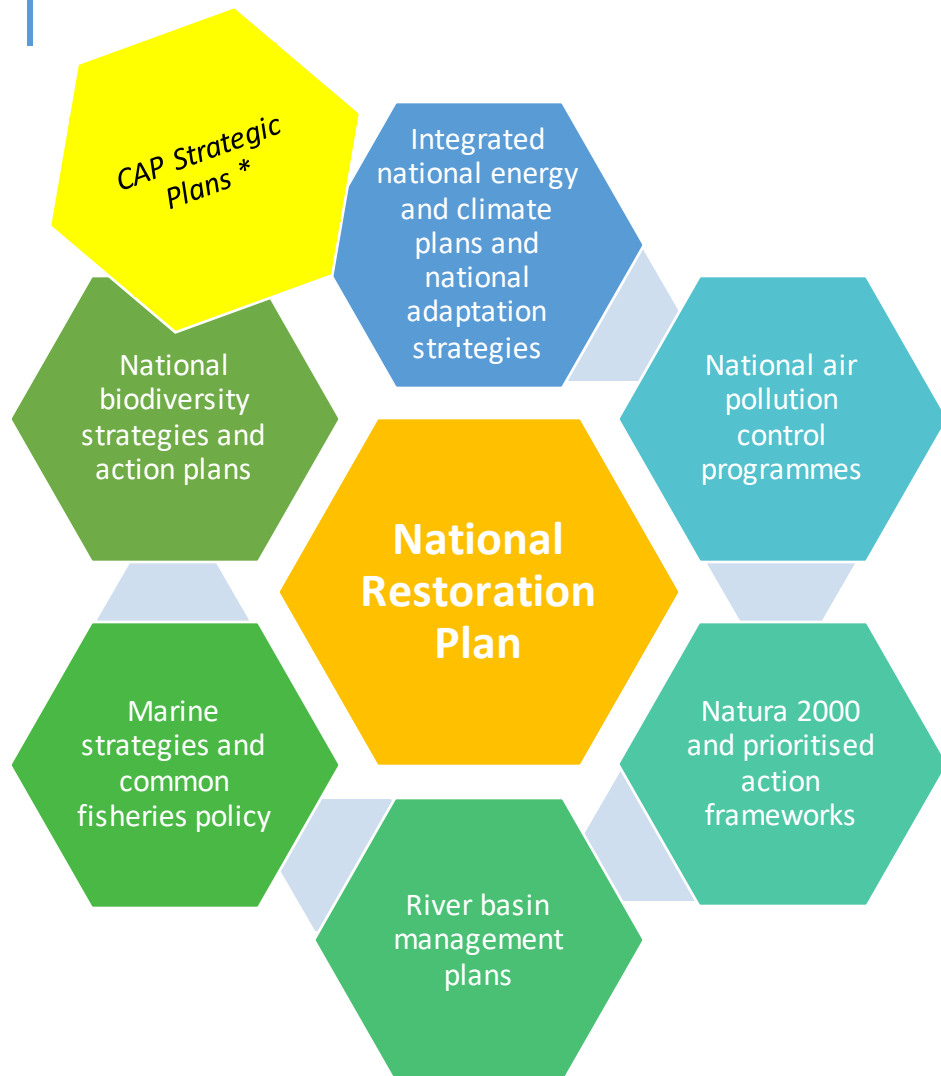 CAP Strategic
Plans *
Integrated
national energy
and climate
plans and
national
adaptation
strategies
National
biodiversity
strategies and
action plans
National air
pollution
control
programmes
National
Restoration
Plan
Marine
strategies and
common
fisheries policy
Natura 2000
and prioritised
action
frameworks
River basin
management
plans